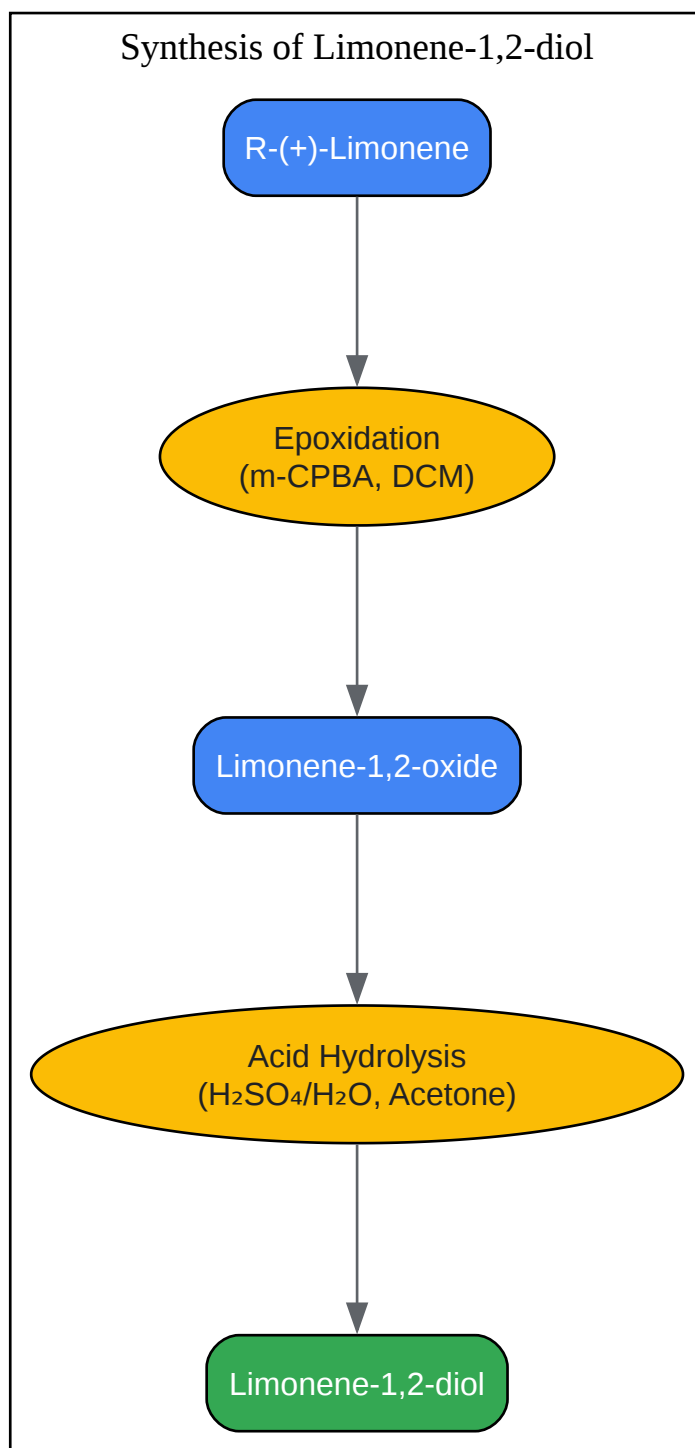 Synthesis of Limonene-1,2-diol
R-(+)-Limonene
Epoxidation
(m-CPBA, DCM)
Limonene-1,2-oxide
Acid Hydrolysis
(H₂SO₄/H₂O, Acetone)
Limonene-1,2-diol